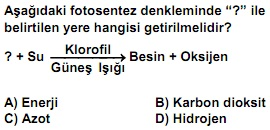 Aşağıdaki fotosentez denkleminde “?” ile
belirtilen yere hangisi getirilmelidir?
Klorofil
? + Su → Besin + Oksijen
Güneş Işığı
A) Enerji B) Karbon dioksit
C) Azot D) Hidrojen